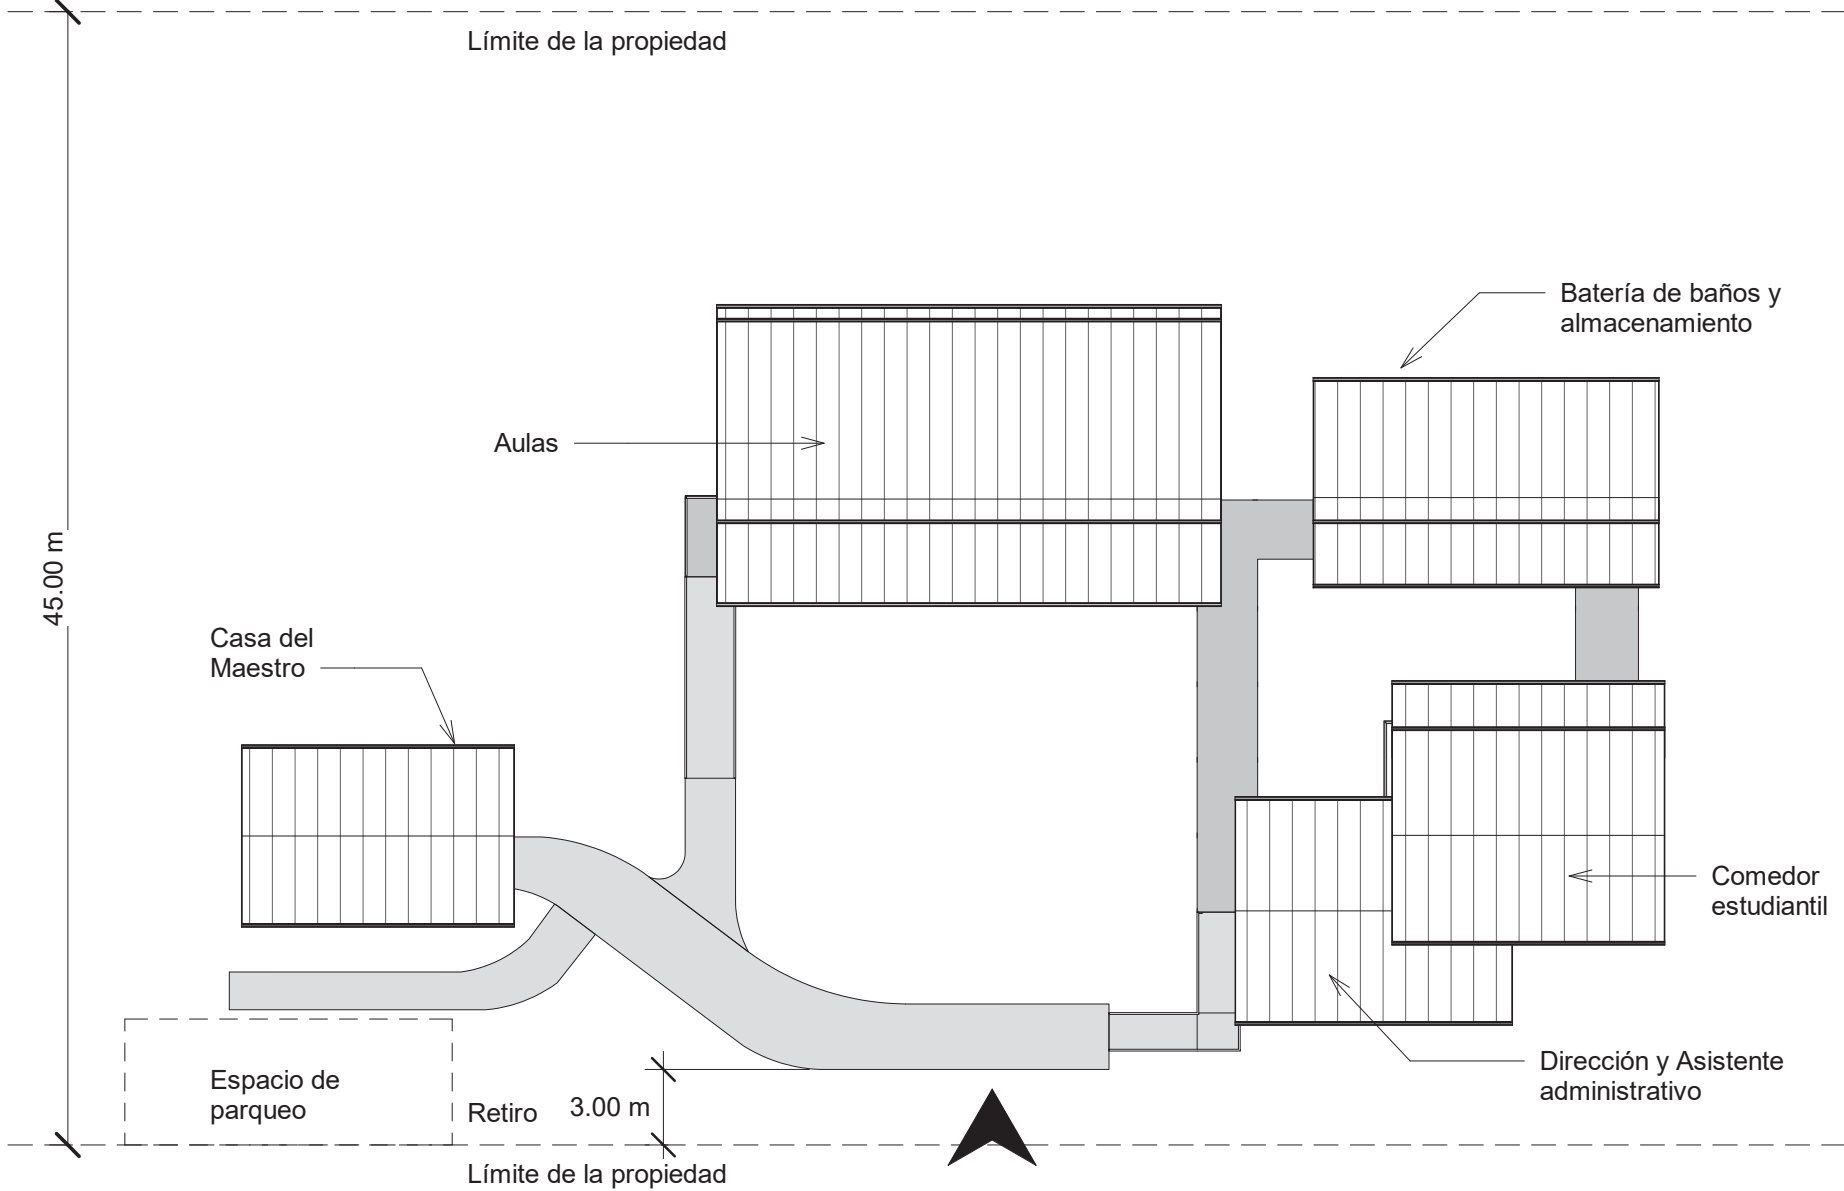 Límite de la propiedad
Batería de baños y
almacenamiento
Aulas
45.00 m
Casa del
Maestro
Comedor
estudiantil
Dirección y Asistente
administrativo
Espacio de
parqueo
Retiro
3.00 m
Límite de la propiedad